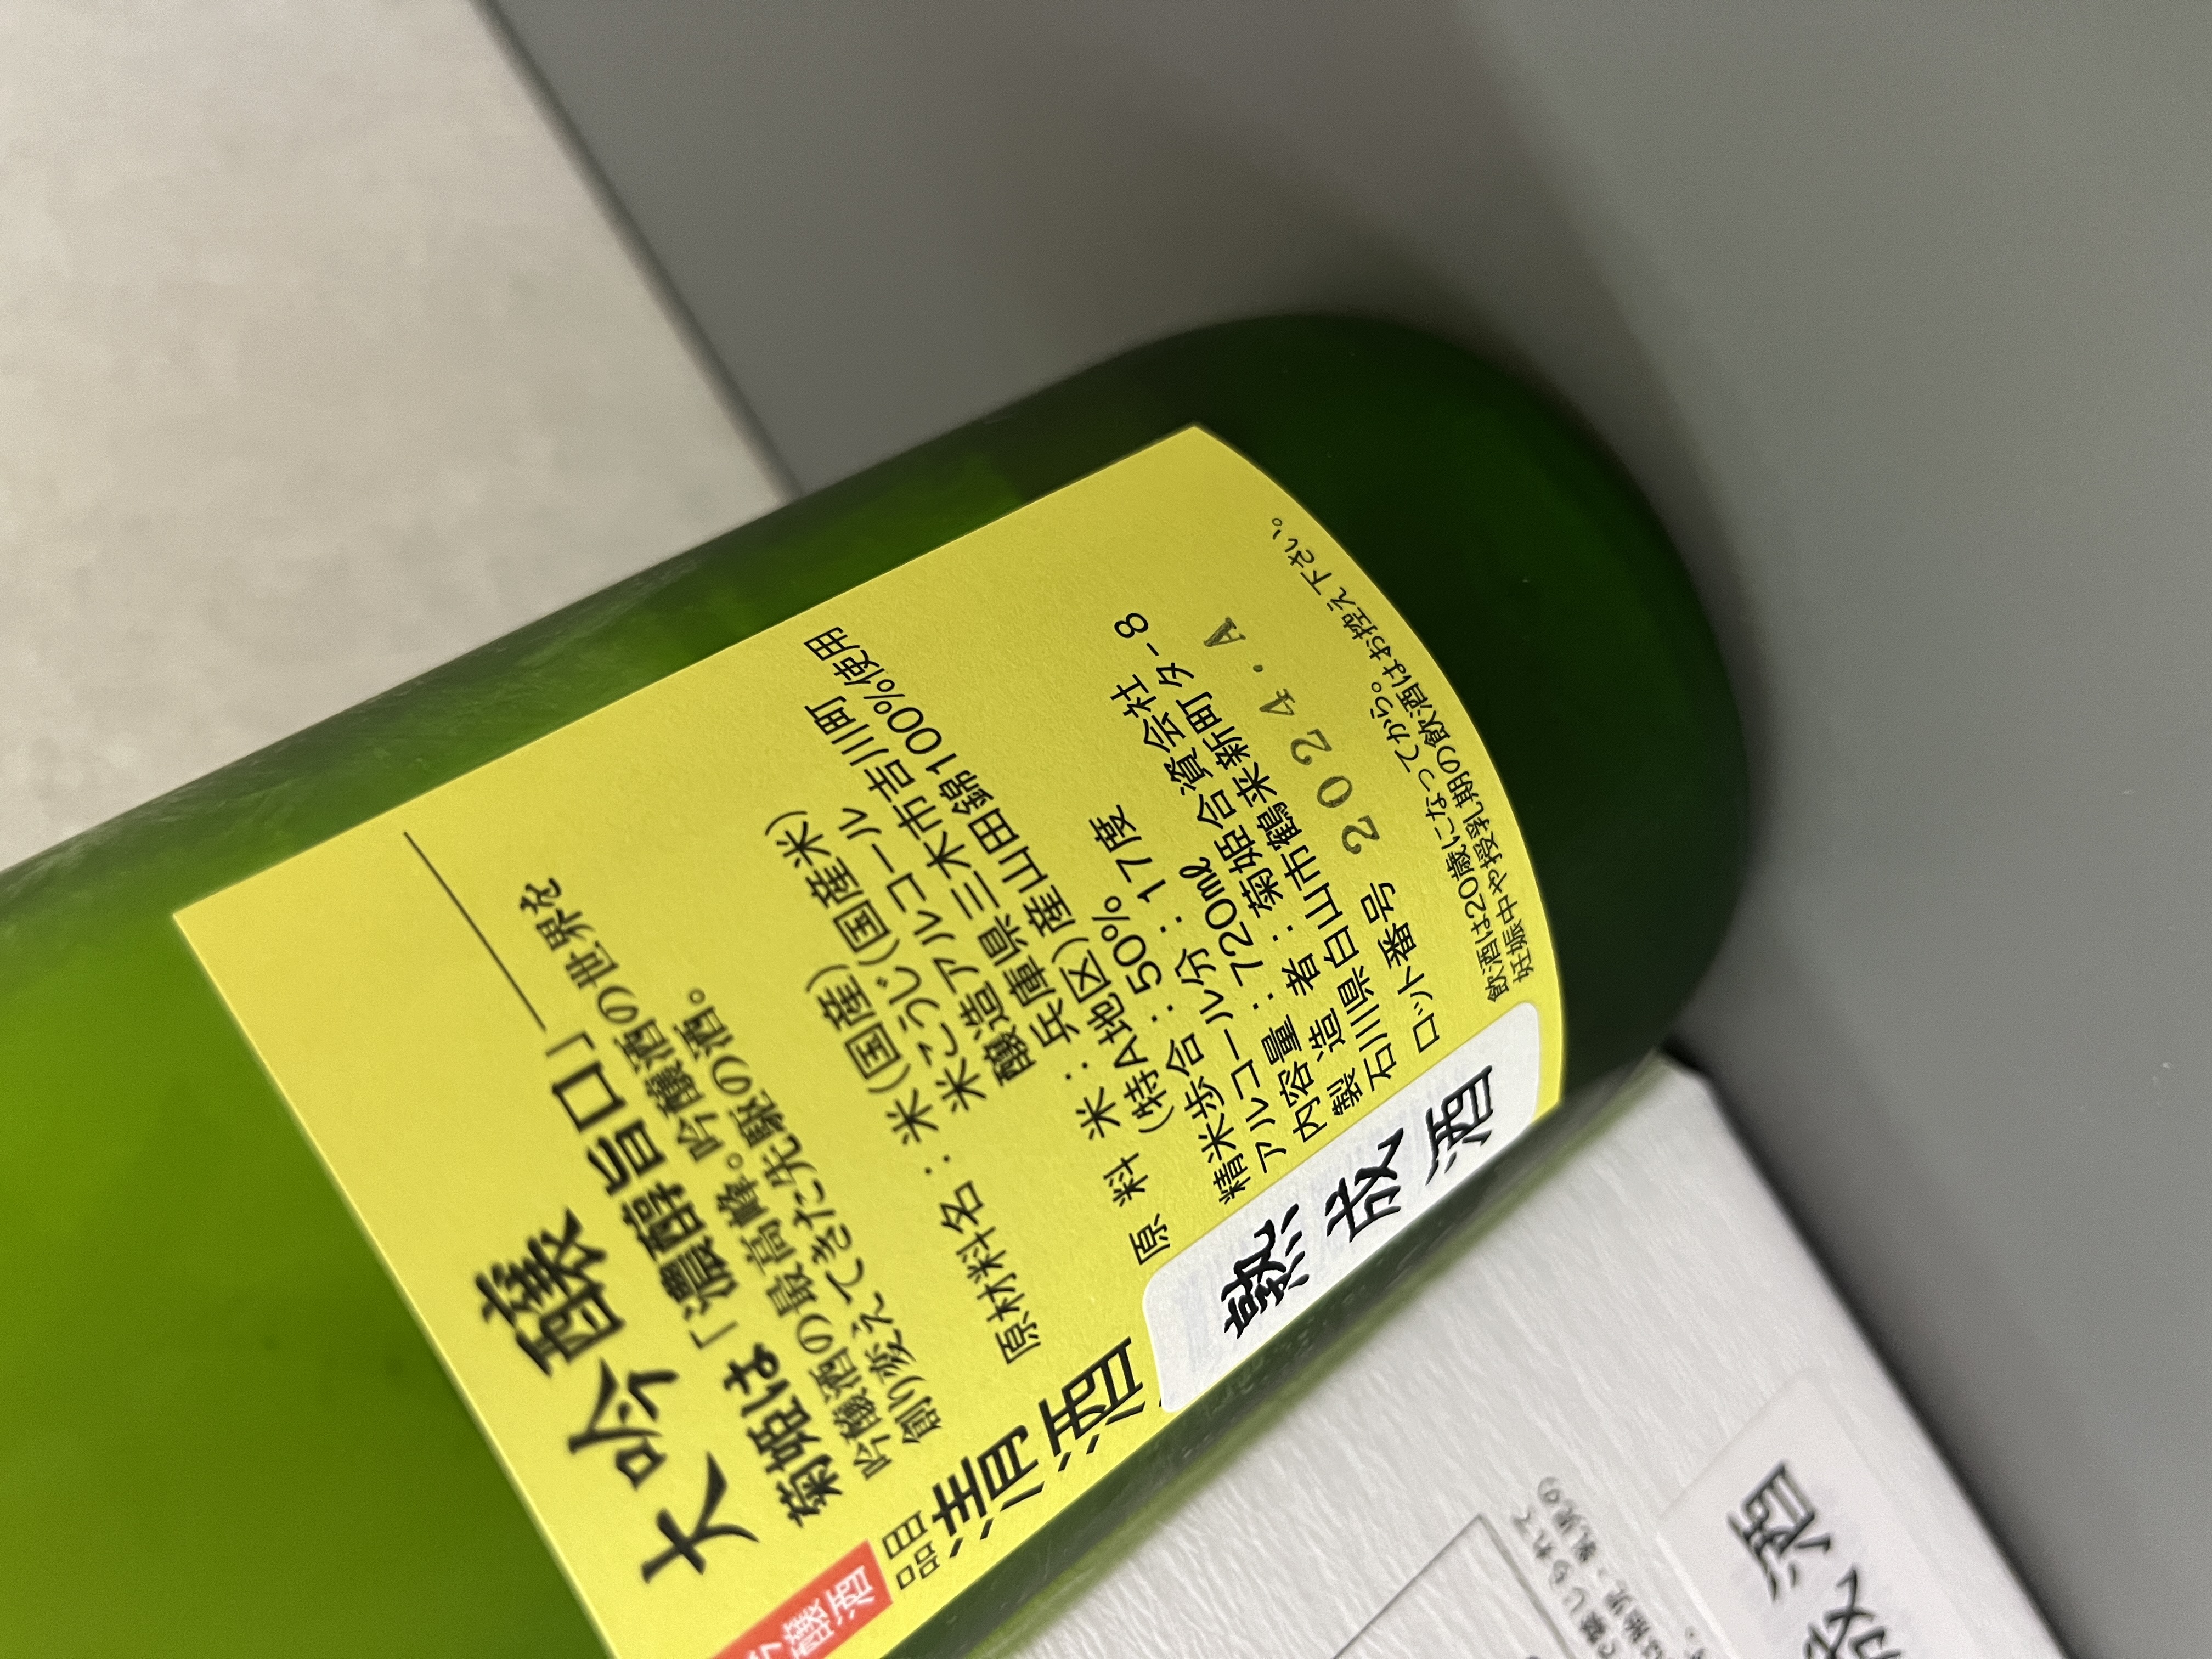 大吟醸
菊姫は「濃醇旨口」
吟醸酒の最高峰。吟醸酒の世界を
創り変えてきた先駆の酒。
醸酒
品目
清酒
原材料名：米（国産）（国産米）
米こうじ（国産米）
醸造アルコール
原料米：兵庫県三木市吉川町
（特A地区）産山田錦100%使用
精米歩合：50%
アルコール分：17度
内容量：720mℓ
製造者：菊姫合資会社
石川県白山市鶴来新町タ-8
ロット番号 2024.A
飲酒は20歳になってから。
妊娠中や授乳期の飲酒はお控え下さい。
熟成酒
成酒